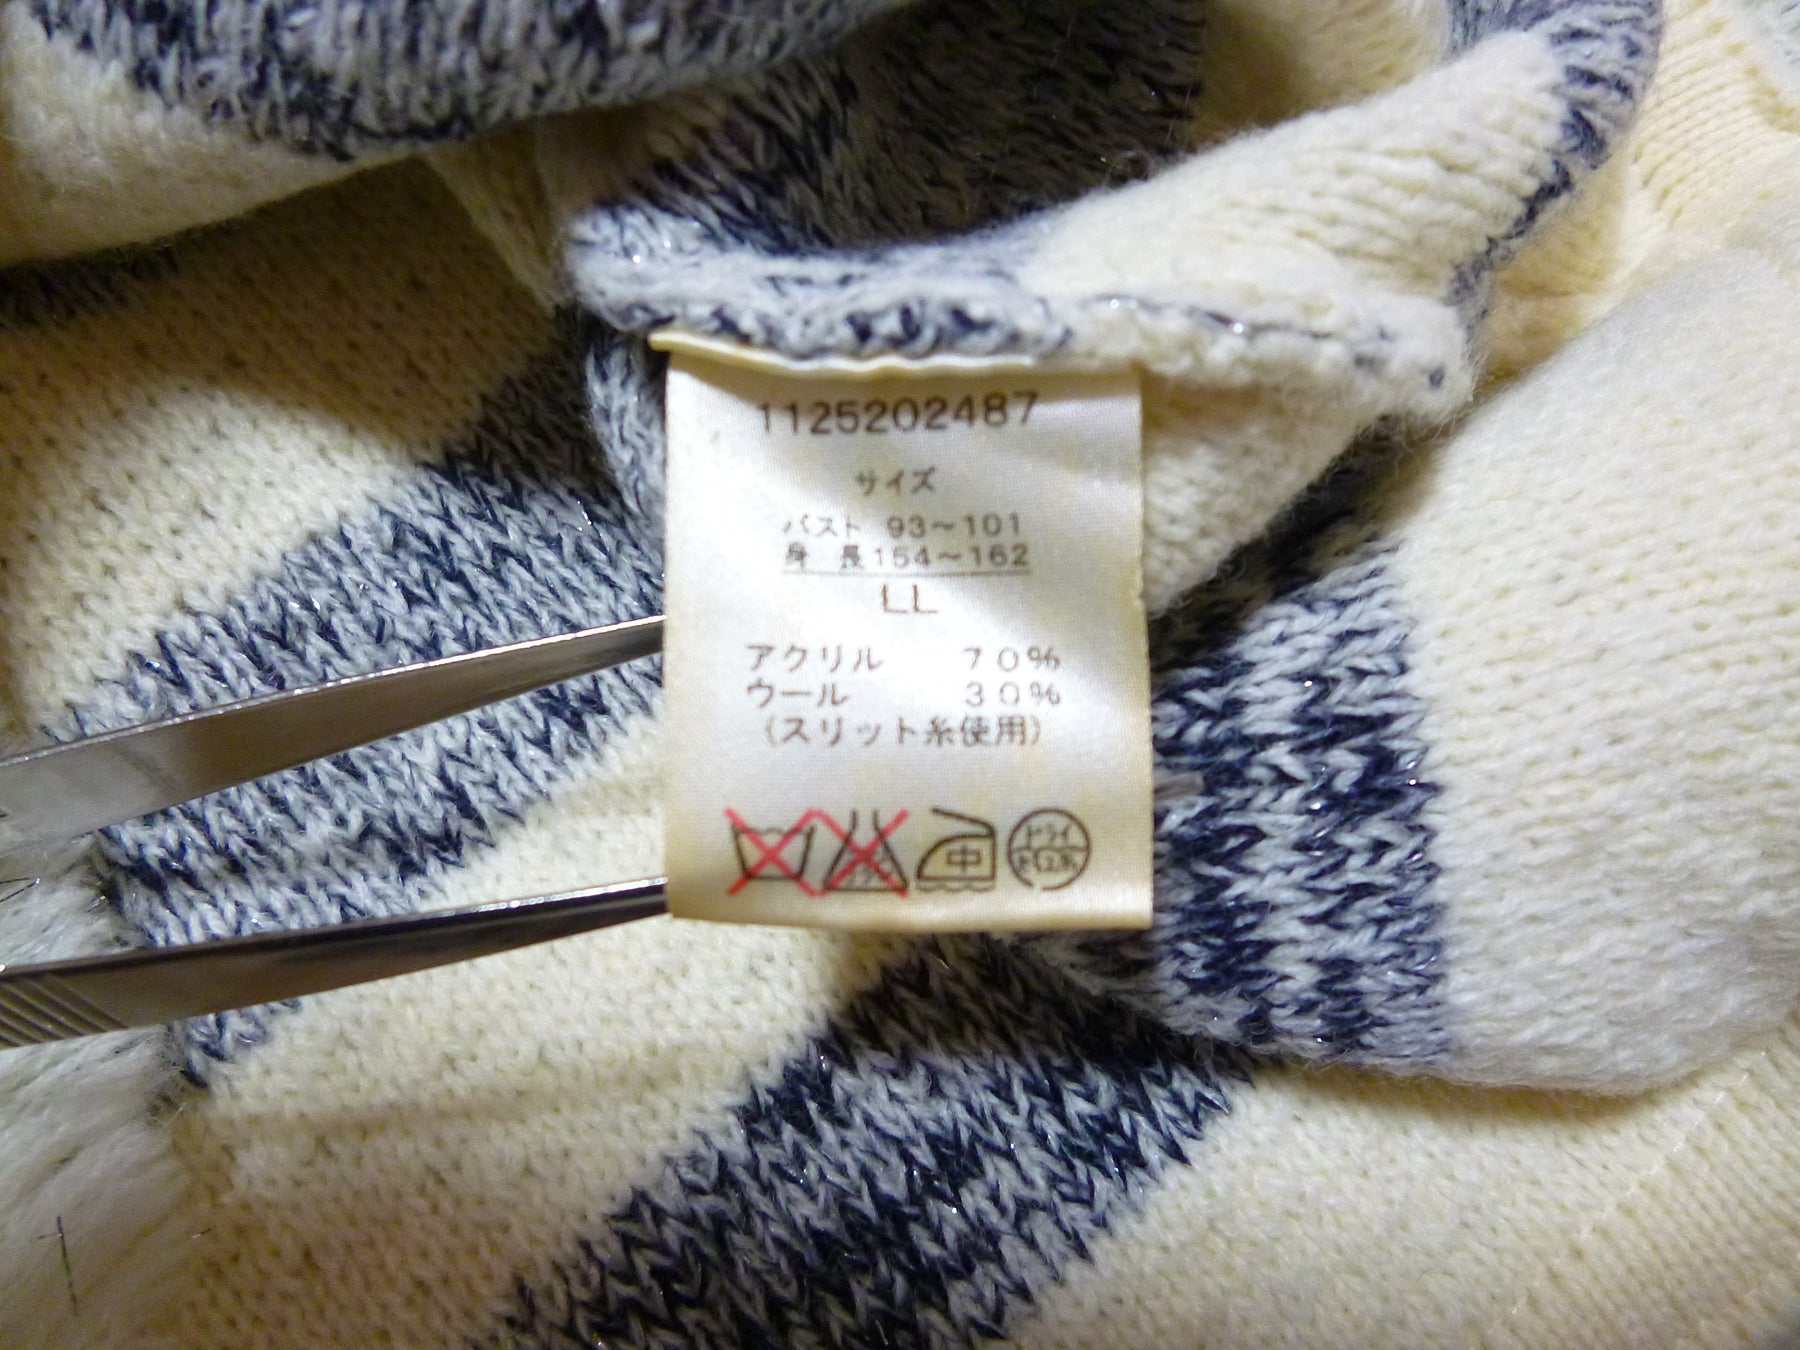 1125202487
サイズ
バスト 93～101
身 長154～162
LL
アクリル 70%
ウール 30%
(スリット糸使用)
中
ドライ